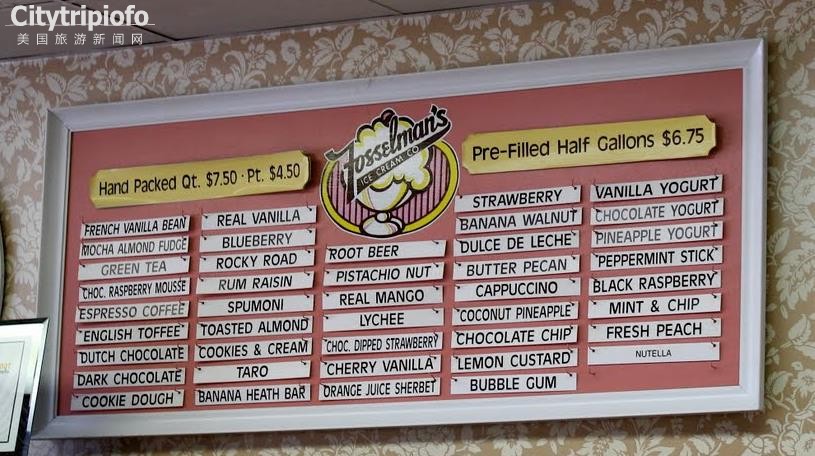 Citytripiofo
美国旅游新闻网
Fosselman's
ICE CREAM CO
Hand Packed Qt. $7.50 · Pt. $4.50
Pre-Filled Half Gallons $6.75
FRENCH VANILLA BEAN
MOCHA ALMOND FUDGE
GREEN TEA
CHOC. RASPBERRY MOUSSE
ESPRESSO COFFEE
ENGLISH TOFFEE
DUTCH CHOCOLATE
DARK CHOCOLATE
COOKIE DOUGH
REAL VANILLA
BLUEBERRY
ROCKY ROAD
RUM RAISIN
SPUMONI
TOASTED ALMOND
COOKIES & CREAM
TARO
BANANA HEATH BAR
ROOT BEER
PISTACHIO NUT
REAL MANGO
LYCHEE
CHOC. DIPPED STRAWBERRY
CHERRY VANILLA
ORANGE JUICE SHERBET
STRAWBERRY
BANANA WALNUT
DULCE DE LECHE
BUTTER PECAN
CAPPUCCINO
COCONUT PINEAPPLE
CHOCOLATE CHIP
LEMON CUSTARD
BUBBLE GUM
VANILLA YOGURT
CHOCOLATE YOGURT
PINEAPPLE YOGURT
PEPPERMINT STICK
BLACK RASPBERRY
MINT & CHIP
FRESH PEACH
NUTELLA